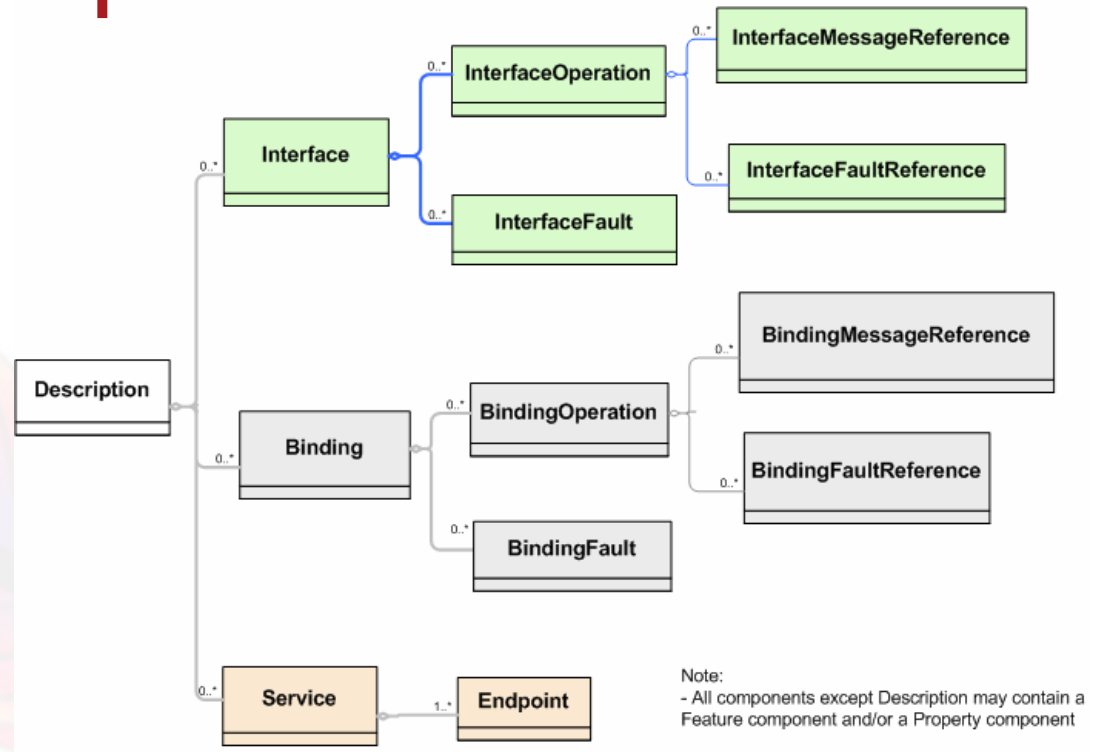 0..*
InterfaceMessageReference
0..*
InterfaceOperation
0..*
InterfaceFaultReference
0..*
Interface
0..*
InterfaceFault
0..*
BindingMessageReference
Description
0..*
BindingOperation
0..*
Binding
0..*
BindingFaultReference
0..*
BindingFault
0..*
Service
1..*
Endpoint
Note:
- All components except Description may contain a
Feature component and/or a Property component